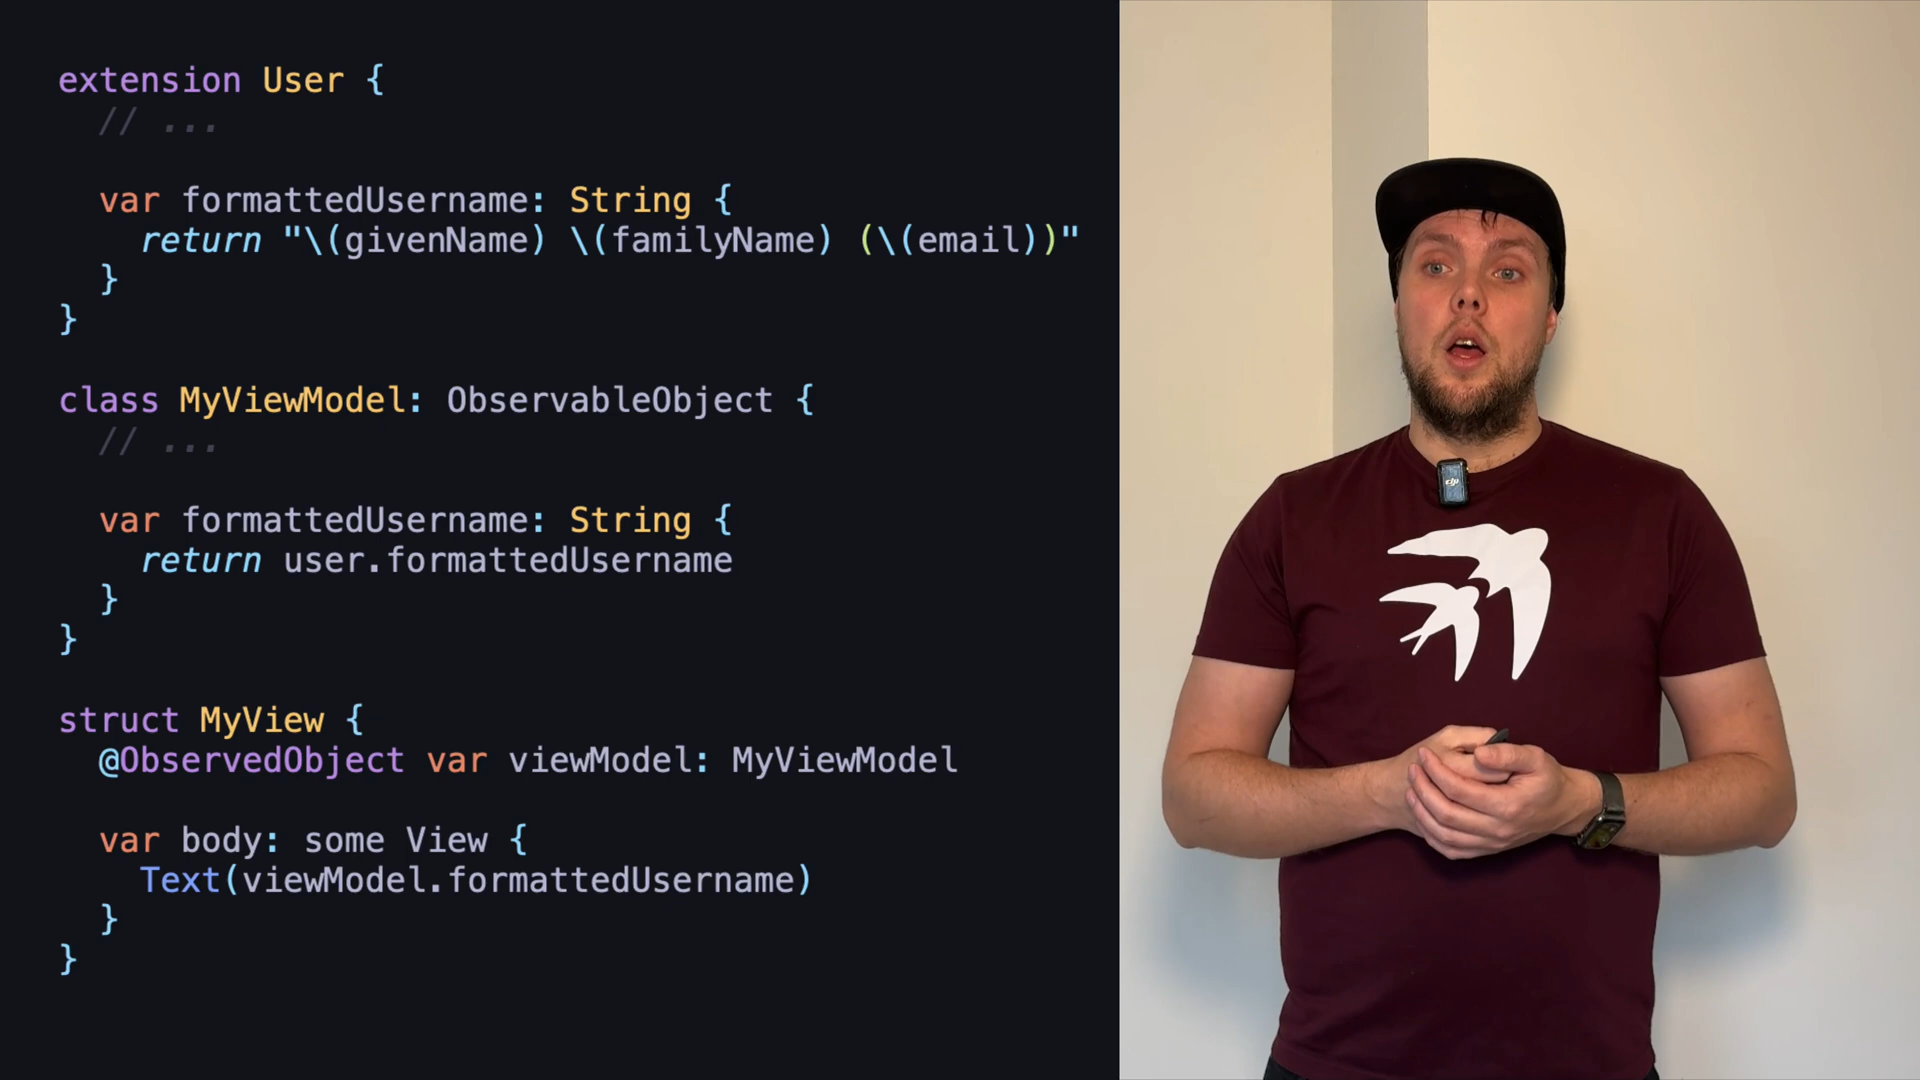 extension User {
// ...
var formattedUsername: String {
return "\(givenName) \(familyName) (\(email))"
}
}
class MyViewModel: ObservableObject {
// ...
var formattedUsername: String {
return user.formattedUsername
}
}
struct MyView {
@ObservedObject var viewModel: MyViewModel
var body: some View {
Text(viewModel.formattedUsername)
}
}
dji